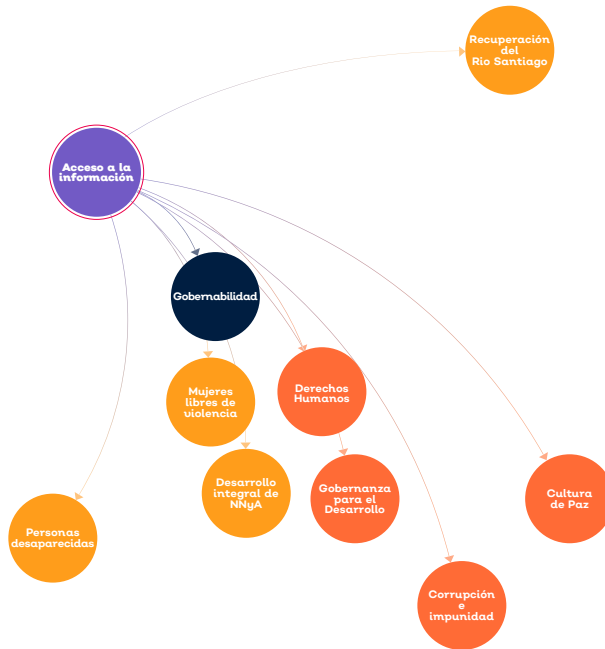 Recuperación
del
Rio Santiago
Acceso a la
información
Gobernabilidad
Mujeres
libres de
violencia
Derechos
Humanos
Desarrollo
integral de
NNyA
Gobernanza
para el
Desarrollo
Cultura
de Paz
Personas
desaparecidas
Corrupción
e
impunidad